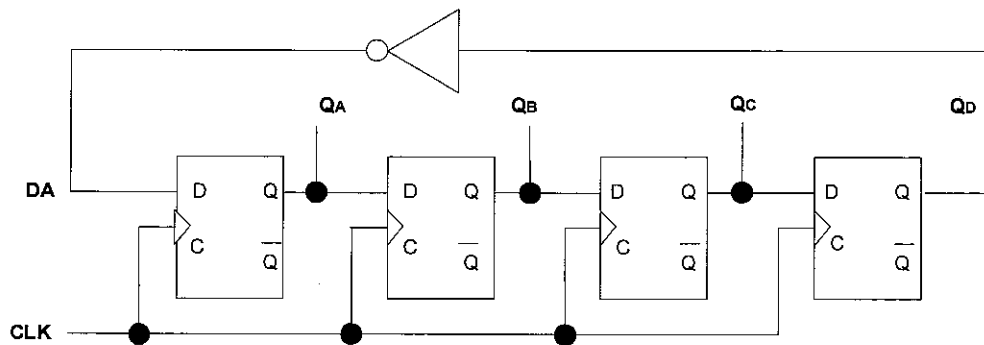 QA QB QC QD
DA D Q D Q D Q D Q
C Q̅ C Q̅ C Q̅ C Q̅
CLK